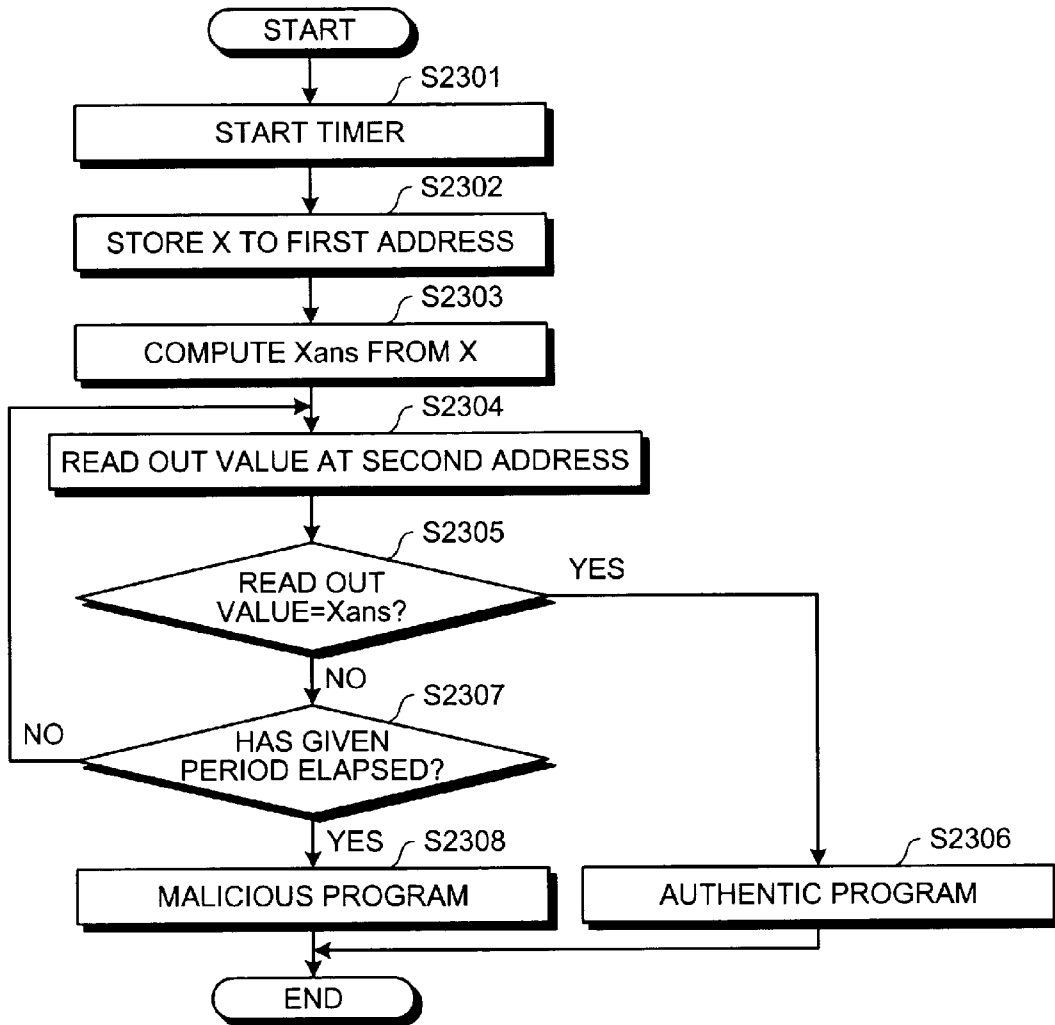 START
S2301
START TIMER
S2302
STORE X TO FIRST ADDRESS
S2303
COMPUTE Xans FROM X
S2304
READ OUT VALUE AT SECOND ADDRESS
S2305
READ OUT
VALUE=Xans?
YES
NO
S2307
HAS GIVEN
PERIOD ELAPSED?
NO
YES
S2308
MALICIOUS PROGRAM
S2306
AUTHENTIC PROGRAM
END